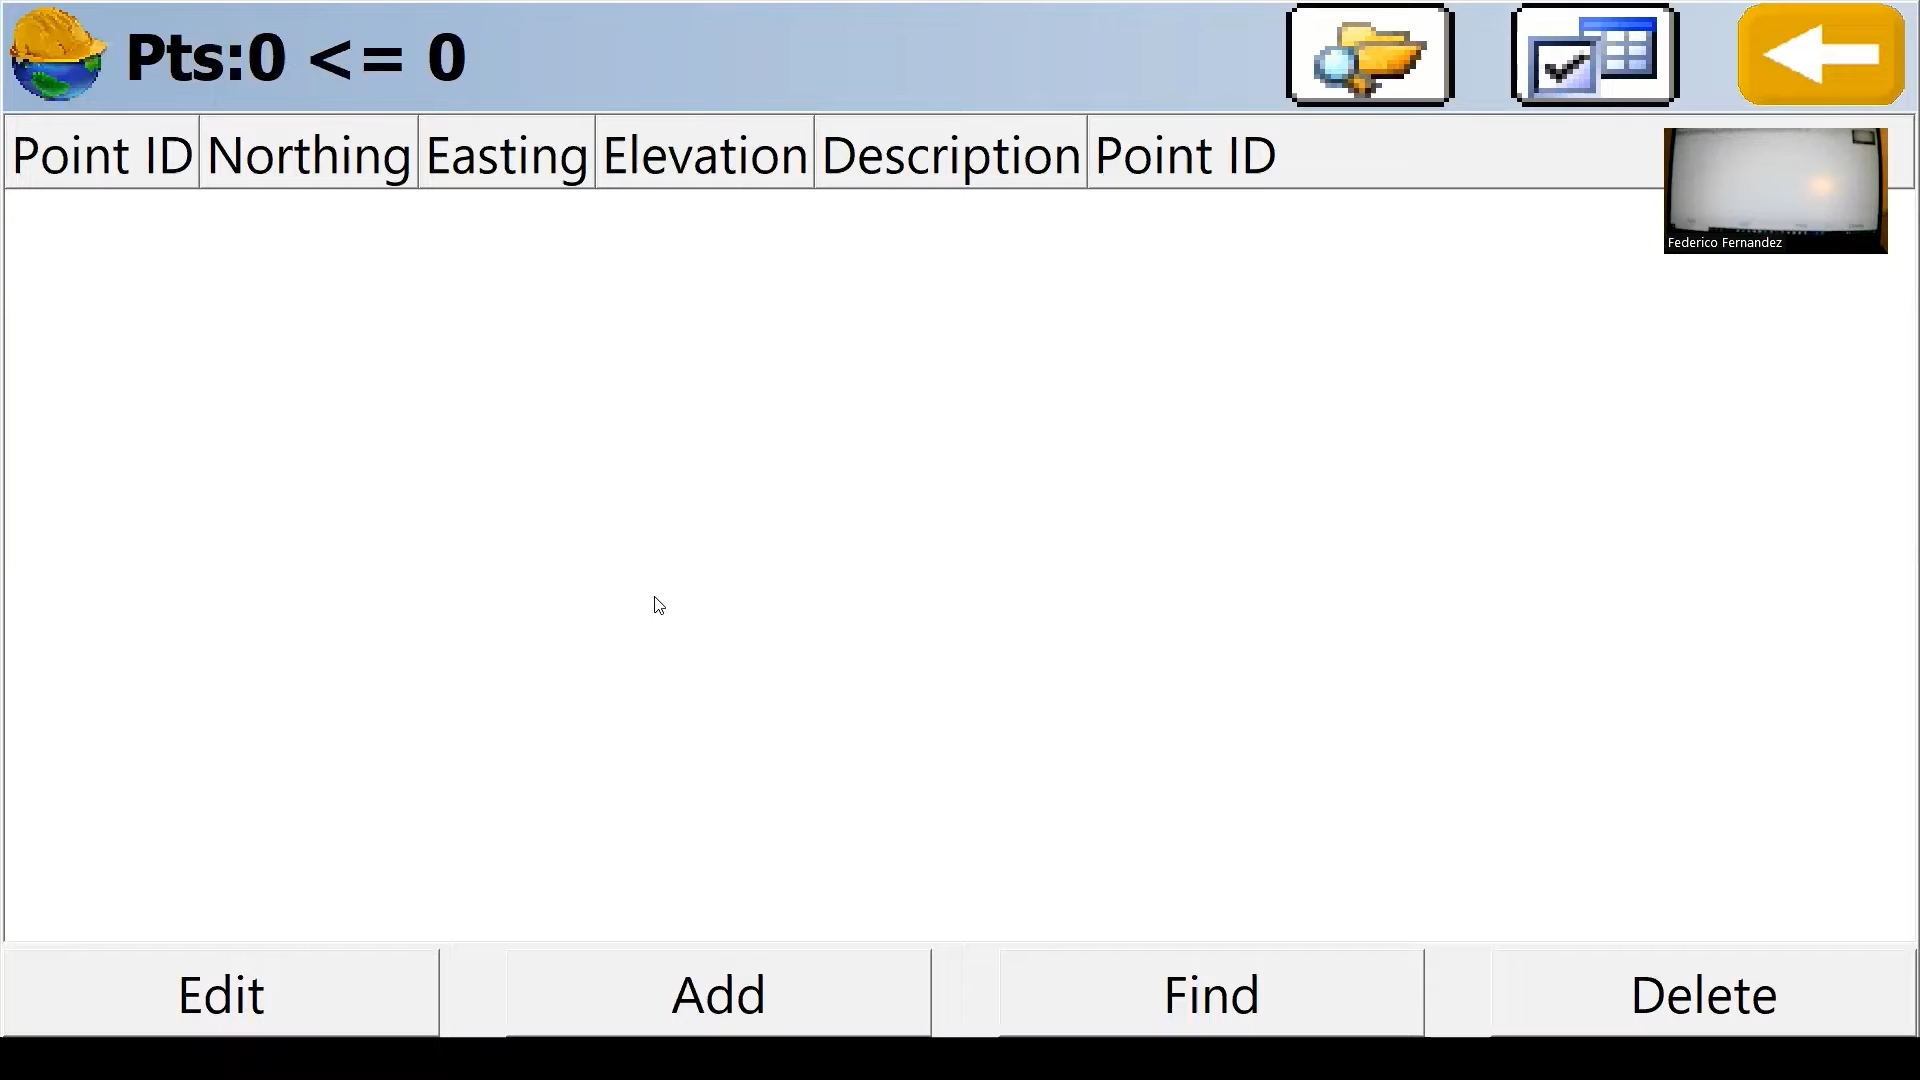 Pts:0 <= 0
Point ID Northing Easting Elevation Description Point ID
Federico Fernandez
Edit Add Find Delete